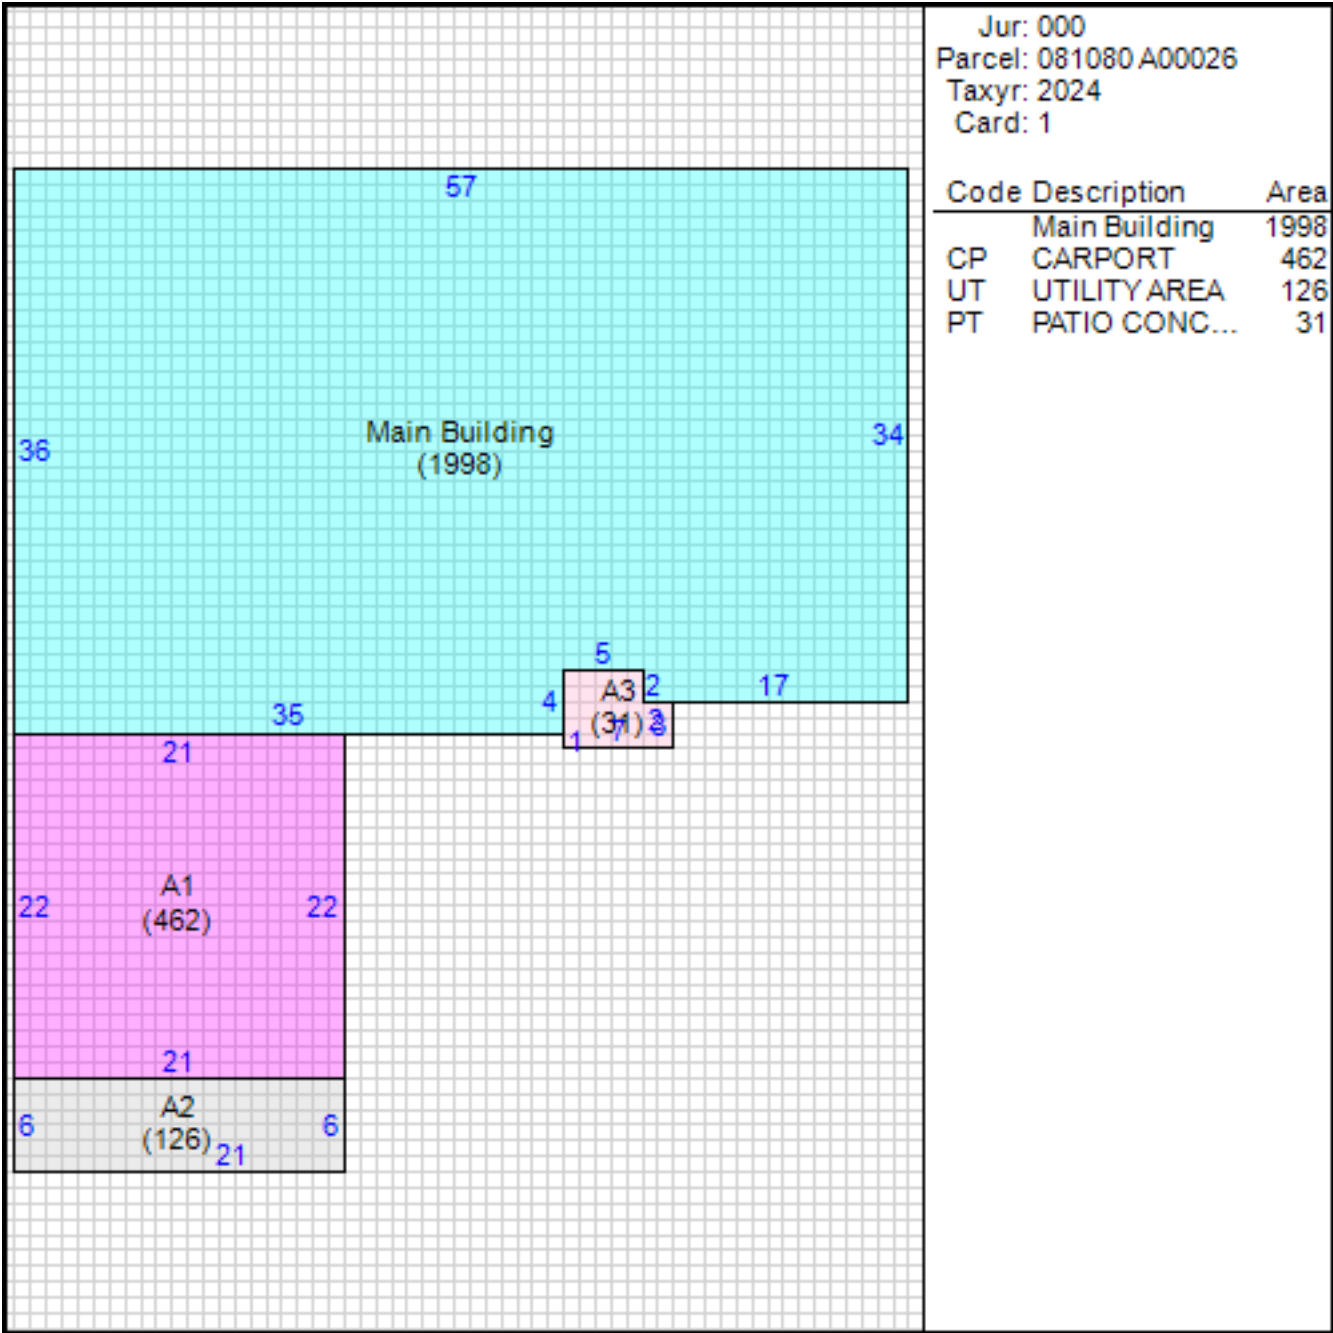 Jur: 000
Parcel: 081080 A00026
Taxyr: 2024
Card: 1
Code Description Area
Main Building 1998
CP CARPORT 462
UT UTILITY AREA 126
PT PATIO CONC... 31
57
36
Main Building
(1998)
34
5
4
A3
(31)
2
17
35
7
1
21
22
A1
(462)
22
21
6
A2
(126)
6
21